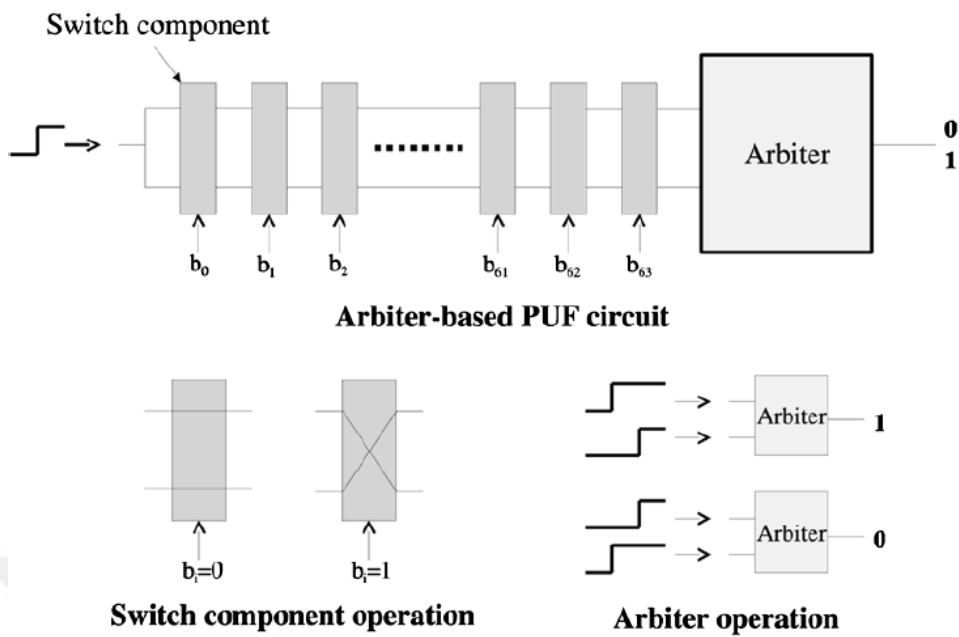 Switch component
Arbiter
0
1
b₀ b₁ b₂ ........ b₆₁ b₆₂ b₆₃
Arbiter-based PUF circuit
Arbiter 1
Arbiter 0
bᵢ=0 bᵢ=1
Switch component operation Arbiter operation